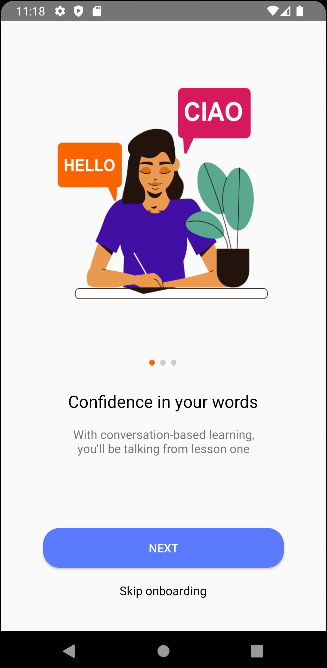 11:18
CIAO
HELLO
Confidence in your words
With conversation-based learning,
you'll be talking from lesson one
NEXT
Skip onboarding